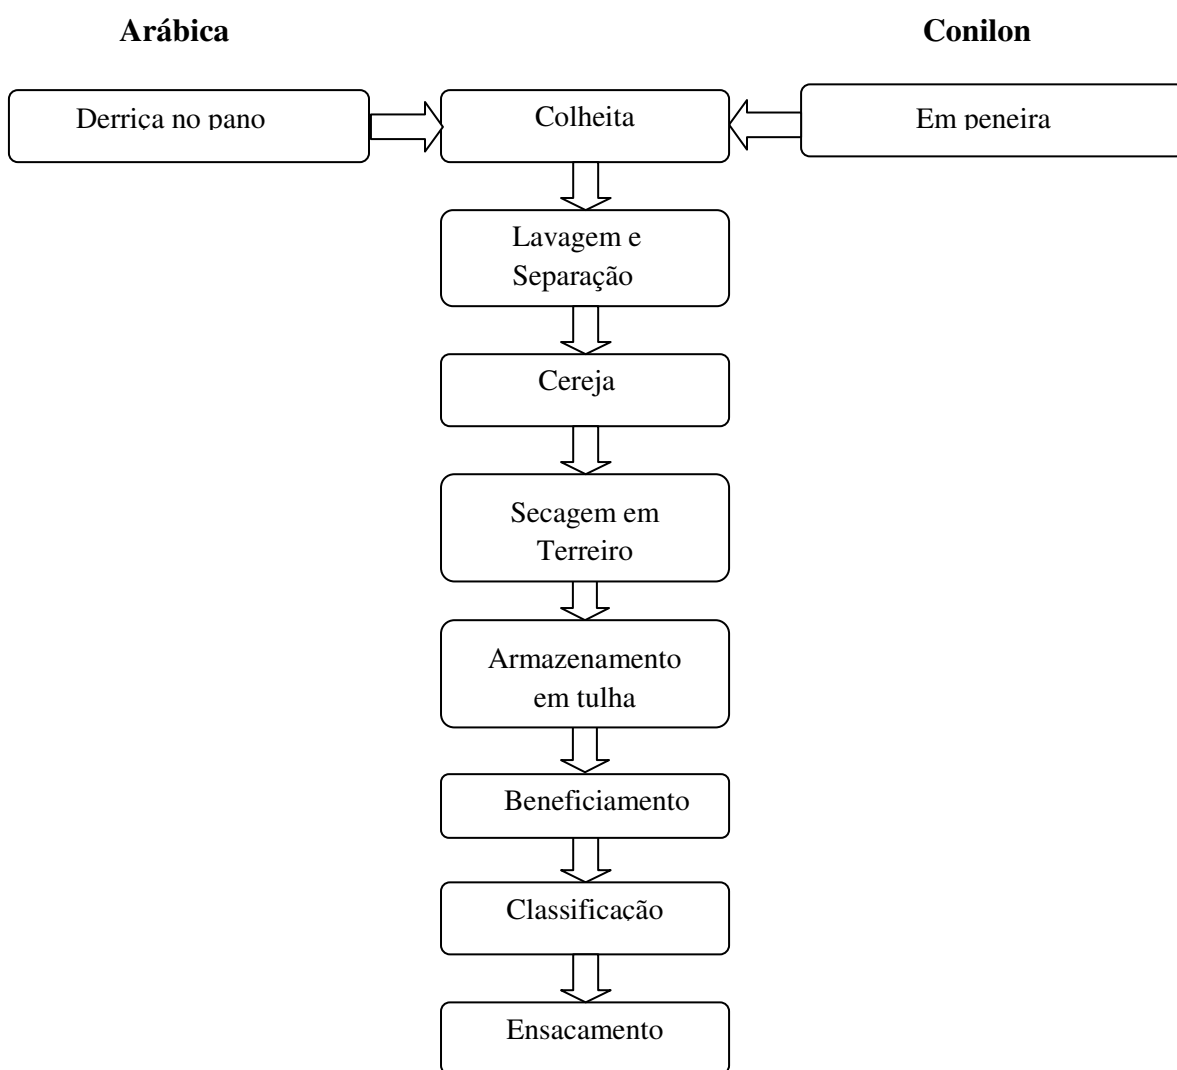 Arábica
Conilon
Derriça no pano
Colheita
Em peneira
Lavagem e
Separação
Cereja
Secagem em
Terreiro
Armazenamento
em tulha
Beneficiamento
Classificação
Ensacamento